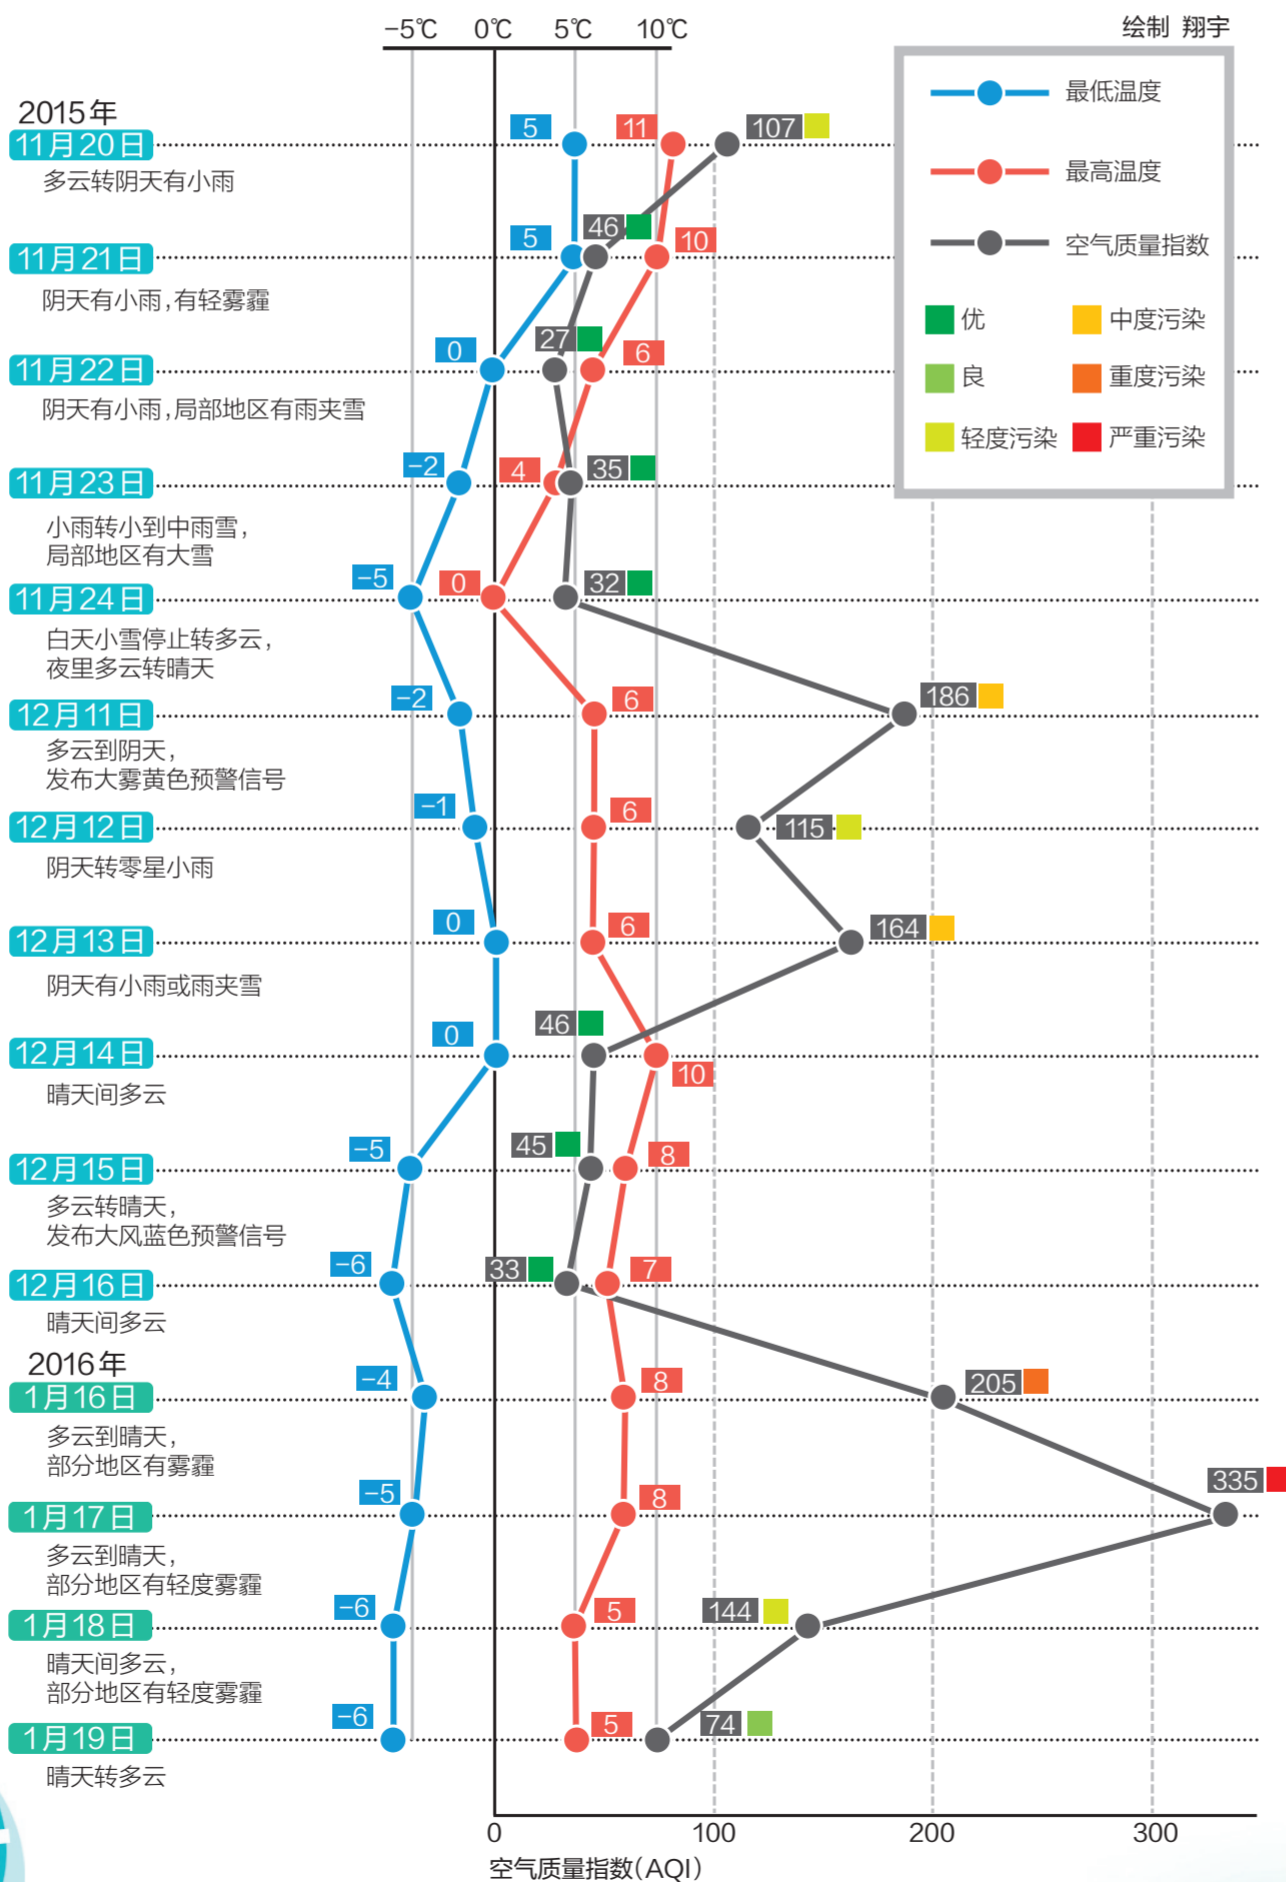 −5℃ 0℃ 5℃ 10℃
绘制 翔宇
最低温度
最高温度
空气质量指数
优 中度污染
良 重度污染
轻度污染 严重污染
2015年
11月20日 5 11 107
多云转阴天有小雨
11月21日 5 46 10
阴天有小雨,有轻雾霾
11月22日 0 27 6
阴天有小雨,局部地区有雨夹雪
11月23日 −2 4 35
小雨转小到中雨雪,
局部地区有大雪
11月24日 −5 0 32
白天小雪停止转多云,
夜里多云转晴天
12月11日 −2 6 186
多云到阴天,
发布大雾黄色预警信号
12月12日 −1 6 115
阴天转零星小雨
12月13日 0 6 164
阴天有小雨或雨夹雪
12月14日 0 46 10
晴天间多云
12月15日 −5 45 8
多云转晴天,
发布大风蓝色预警信号
12月16日 −6 33 7
晴天间多云
2016年
1月16日 −4 8 205
多云到晴天,
部分地区有雾霾
1月17日 −5 8 335
多云到晴天,
部分地区有轻度雾霾
1月18日 −6 5 144
晴天间多云,
部分地区有轻度雾霾
1月19日 −6 5 74
晴天转多云
0 100 200 300
空气质量指数(AQI)